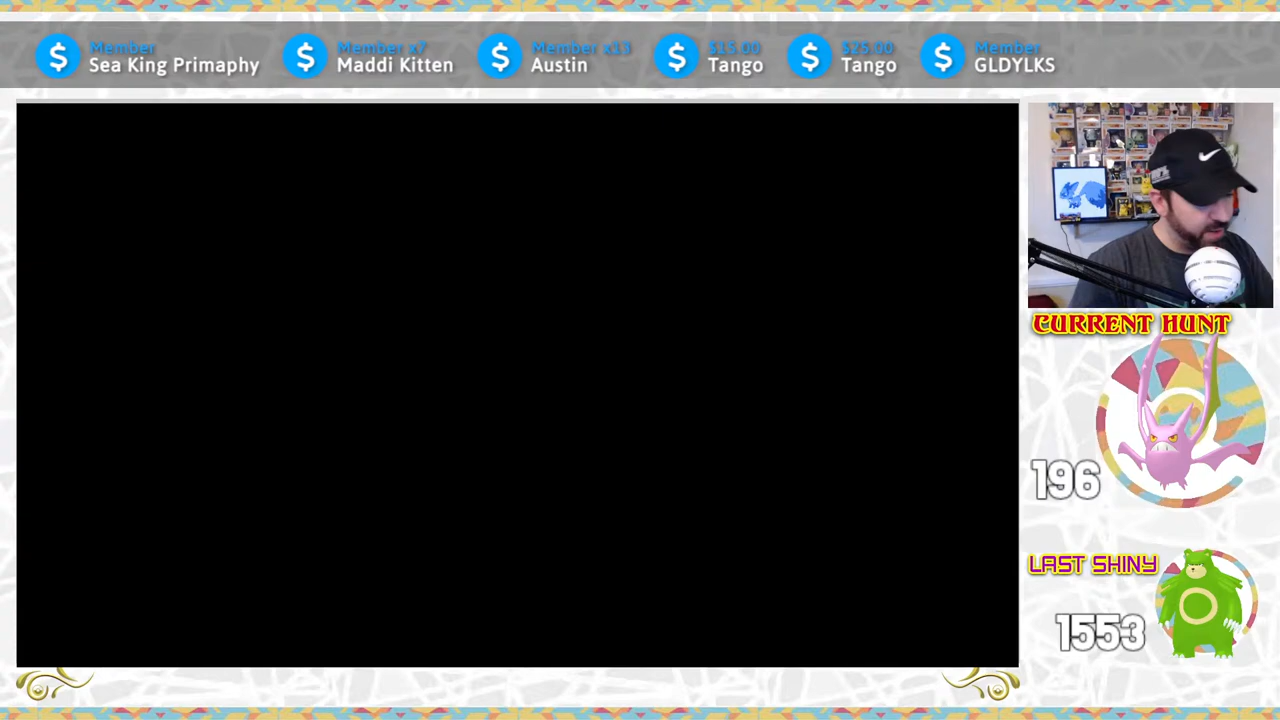 Member
Sea King Primaphy
Member x7
Maddi Kitten
Member x13
Austin
$15.00
Tango
$25.00
Tango
Member
GLDYLKS
CURRENT HUNT
196
LAST SHINY
1553